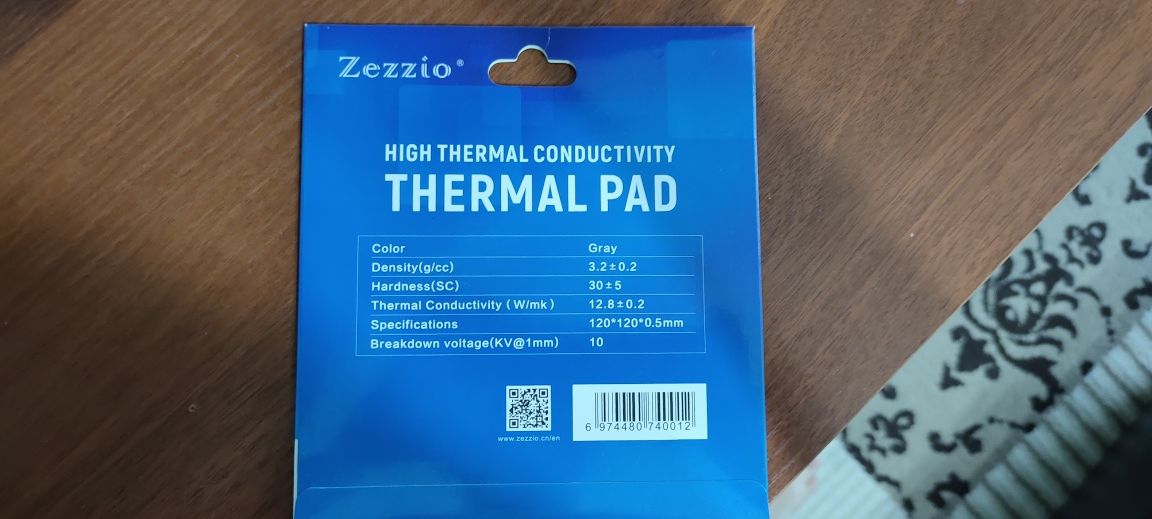 Zezzio®
HIGH THERMAL CONDUCTIVITY
THERMAL PAD
Color Gray
Density(g/cc) 3.2±0.2
Hardness(SC) 30±5
Thermal Conductivity (W/mk) 12.8±0.2
Specifications 120*120*0.5mm
Breakdown voltage(KV@1mm) 10
www.zezzio.cn/en
6 974480 740012